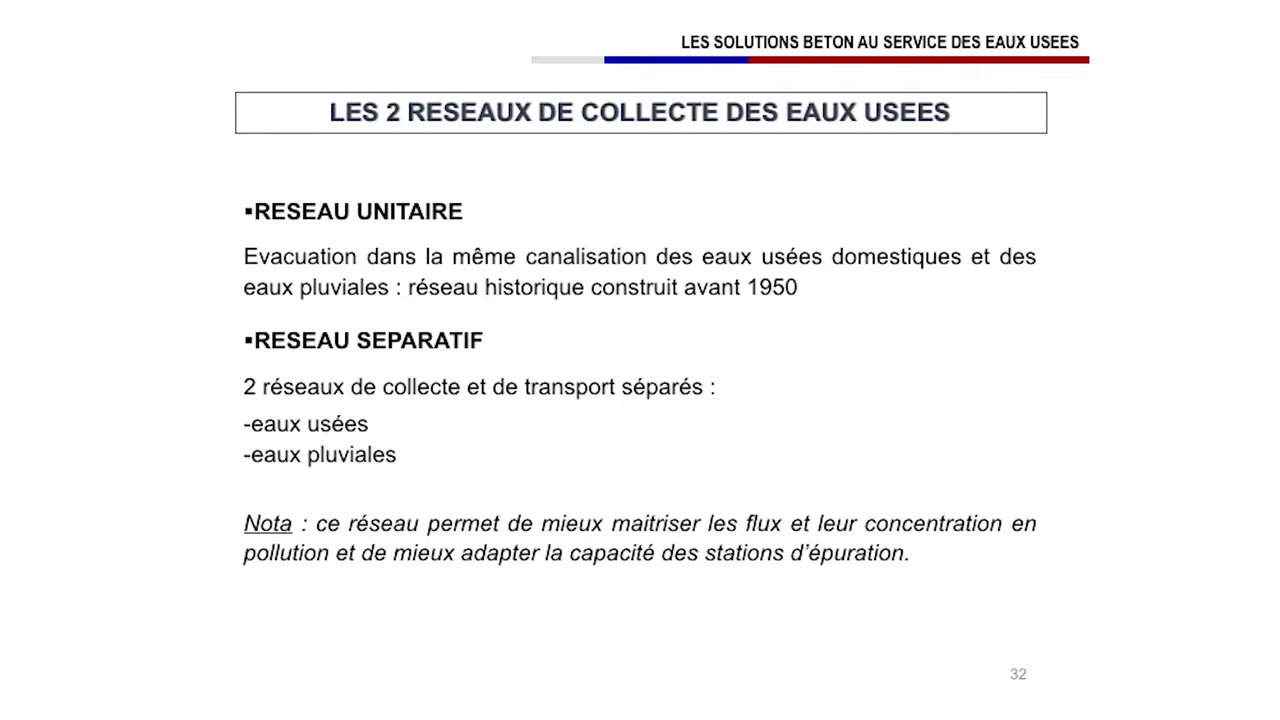 LES SOLUTIONS BETON AU SERVICE DES EAUX USEES
LES 2 RESEAUX DE COLLECTE DES EAUX USEES
▪RESEAU UNITAIRE
Evacuation dans la même canalisation des eaux usées domestiques et des
eaux pluviales : réseau historique construit avant 1950
▪RESEAU SEPARATIF
2 réseaux de collecte et de transport séparés :
-eaux usées
-eaux pluviales
Nota : ce réseau permet de mieux maitriser les flux et leur concentration en
pollution et de mieux adapter la capacité des stations d’épuration.
32